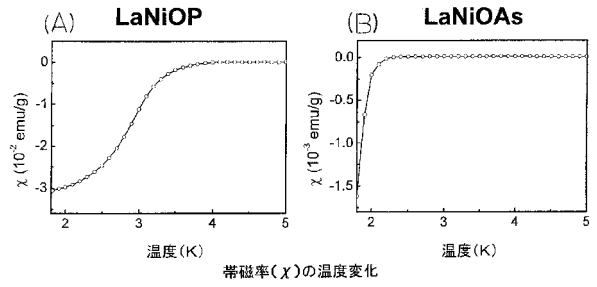 (A) LaNiOP
0
-1
-2
-3
χ (10⁻² emu/g)
2 3 4 5
温度(K)
(B) LaNiOAs
0.0
-0.5
-1.0
-1.5
χ (10⁻³ emu/g)
2 3 4 5
温度(K)
帯磁率(χ)の温度変化